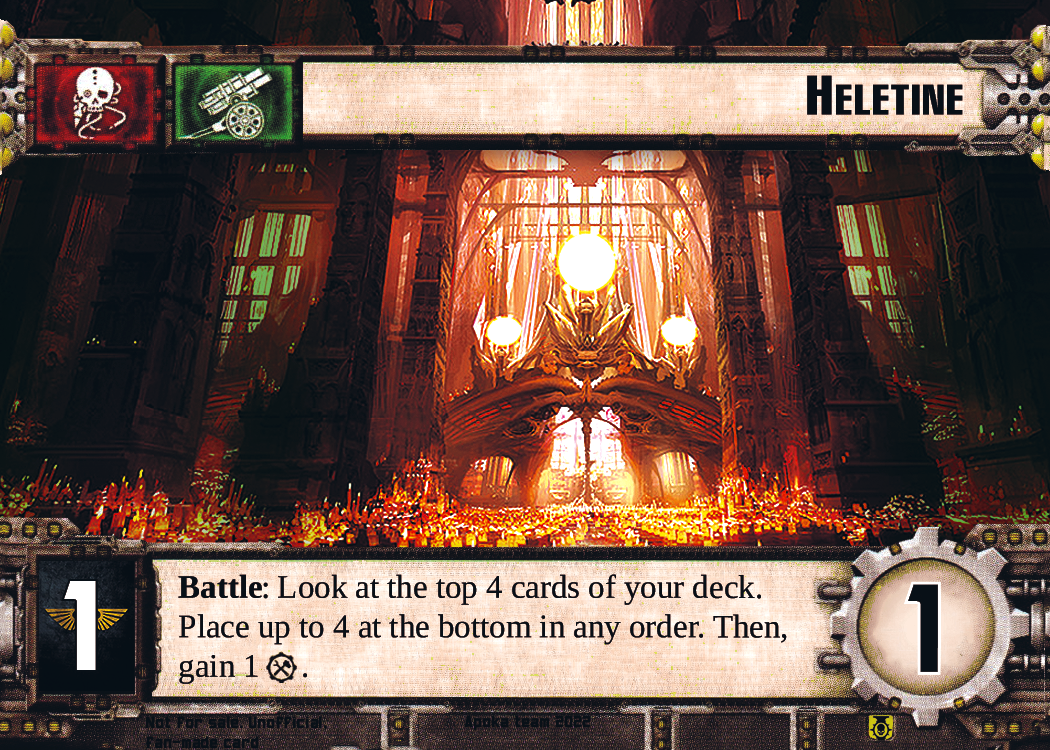 HELETINE
1
Battle: Look at the top 4 cards of your deck.
Place up to 4 at the bottom in any order. Then,
gain 1 .
1
Not for sale. Unofficial.
Fan-made card
Apoka team 2022